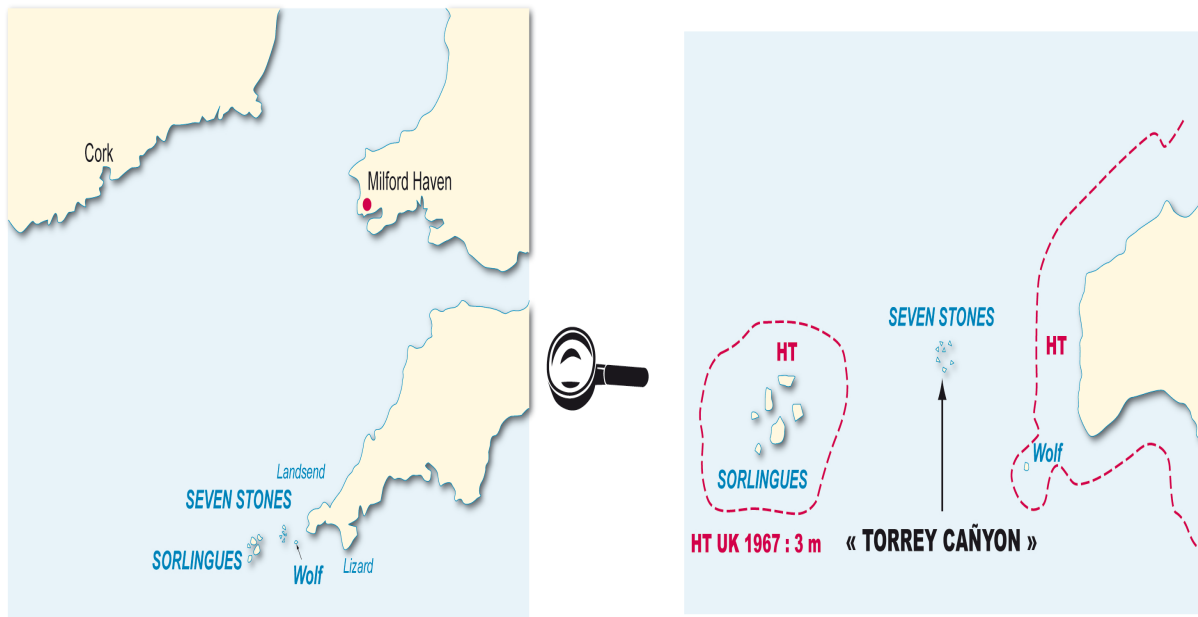 Cork
Milford Haven
Landsend
SEVEN STONES
SORLINGUES
Wolf
Lizard
SEVEN STONES
HT
HT
Wolf
SORLINGUES
HT UK 1967 : 3 m
« TORREY CAÑYON »